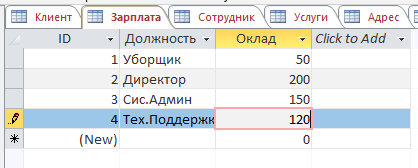 Клиент Зарплата Сотрудник Услуги Адрес
ID Должность Оклад Click to Add
1 Уборщик 50
2 Директор 200
3 Сис.Админ 150
4 Тех.Поддержк 120
(New) 0